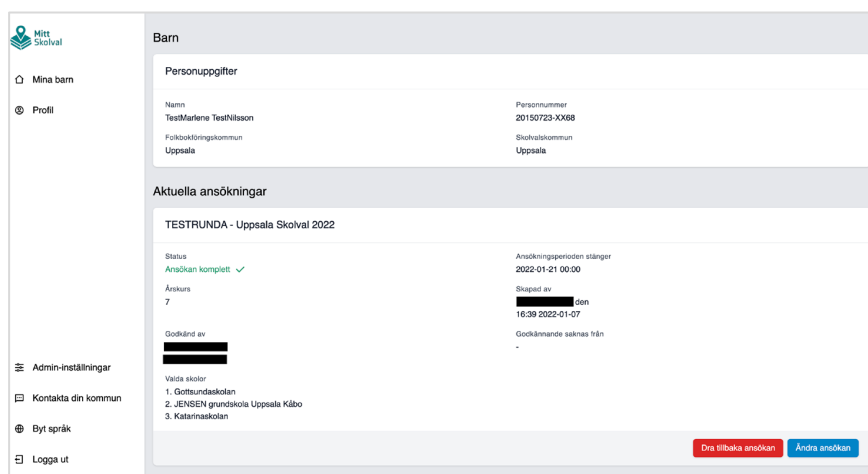 Mitt
Skolval
Mina barn
Profil
Admin-inställningar
Kontakta din kommun
Byt språk
Logga ut
Barn
Personuppgifter
Namn
TestMarlene TestNilsson
Personnummer
20150723-XX68
Folkbokföringskommun
Uppsala
Skolvalskommun
Uppsala
Aktuella ansökningar
TESTRUNDA - Uppsala Skolval 2022
Status
Ansökan komplett
Ansökningsperioden stänger
2022-01-21 00:00
Årskurs
7
Skapad av
den
16:39 2022-01-07
Godkänd av
Godkännande saknas från
-
Valda skolor
1. Gottsundaskolan
2. JENSEN grundskola Uppsala Kåbo
3. Katarinaskolan
Dra tillbaka ansökan
Ändra ansökan